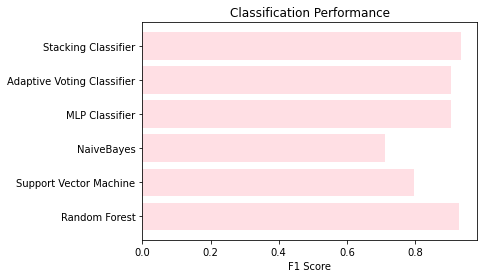 Classification Performance
Stacking Classifier
Adaptive Voting Classifier
MLP Classifier
NaiveBayes
Support Vector Machine
Random Forest
0.0 0.2 0.4 0.6 0.8
F1 Score